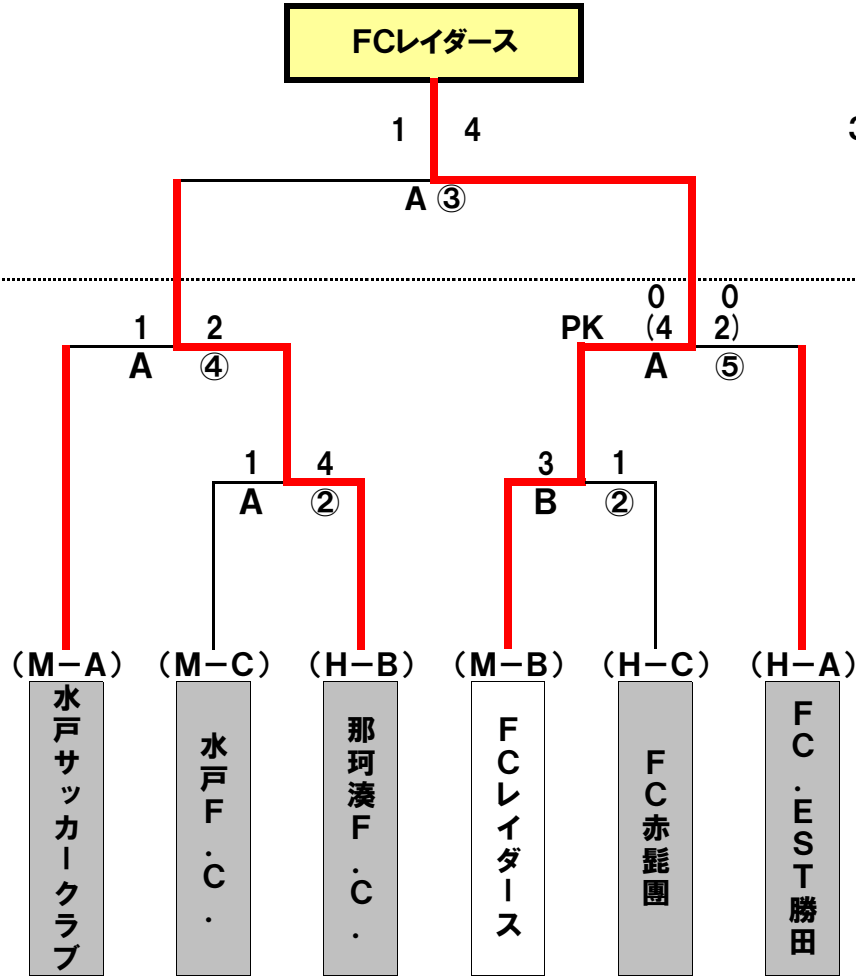 FCレイダース
1 4
A ③
0 0
1 2 PK (4 2)
A ④ A ⑤
1 4 3 1
A ② B ②
(M－A) (M－C) (H－B) (M－B) (H－C) (H－A)
水戸サッカークラブ
水戸F.C.
那珂湊F.C.
FCレイダース
FC赤髭團
FC.EST勝田